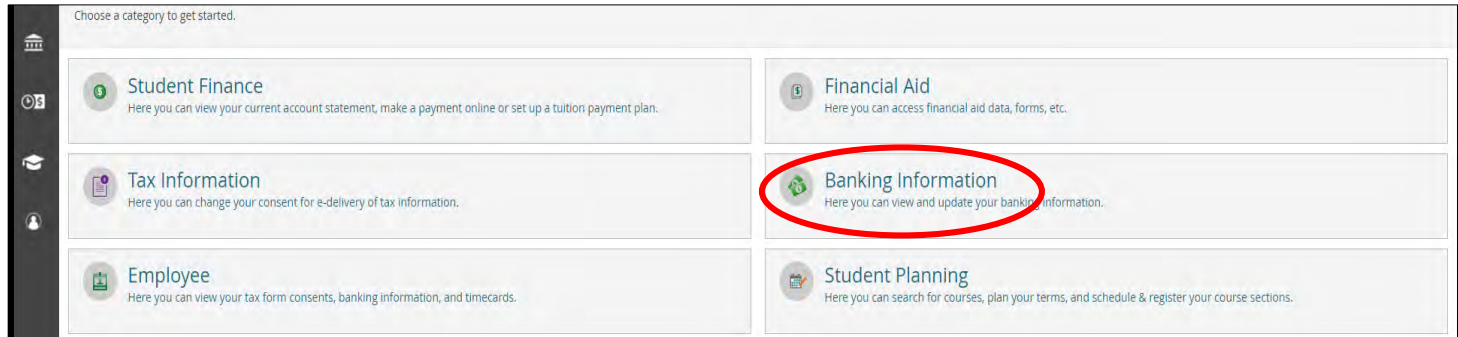 Choose a category to get started.
Student Finance
Here you can view your current account statement, make a payment online or set up a tuition payment plan.
Financial Aid
Here you can access financial aid data, forms, etc.
Tax Information
Here you can change your consent for e-delivery of tax information.
Banking Information
Here you can view and update your banking information.
Employee
Here you can view your tax form consents, banking information, and timecards.
Student Planning
Here you can search for courses, plan your terms, and schedule & register your course sections.